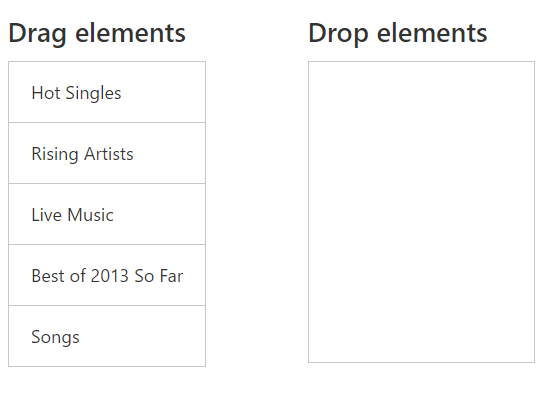 Drag elements
Drop elements
Hot Singles
Rising Artists
Live Music
Best of 2013 So Far
Songs